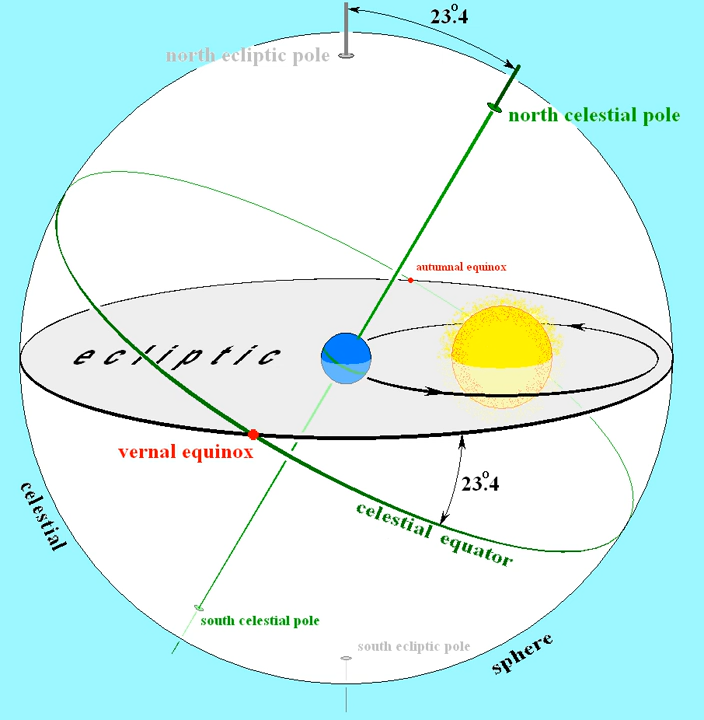 23°.4
north ecliptic pole
north celestial pole
autumnal equinox
ecliptic
vernal equinox
23°.4
celestial equator
celestial
south celestial pole
south ecliptic pole
sphere